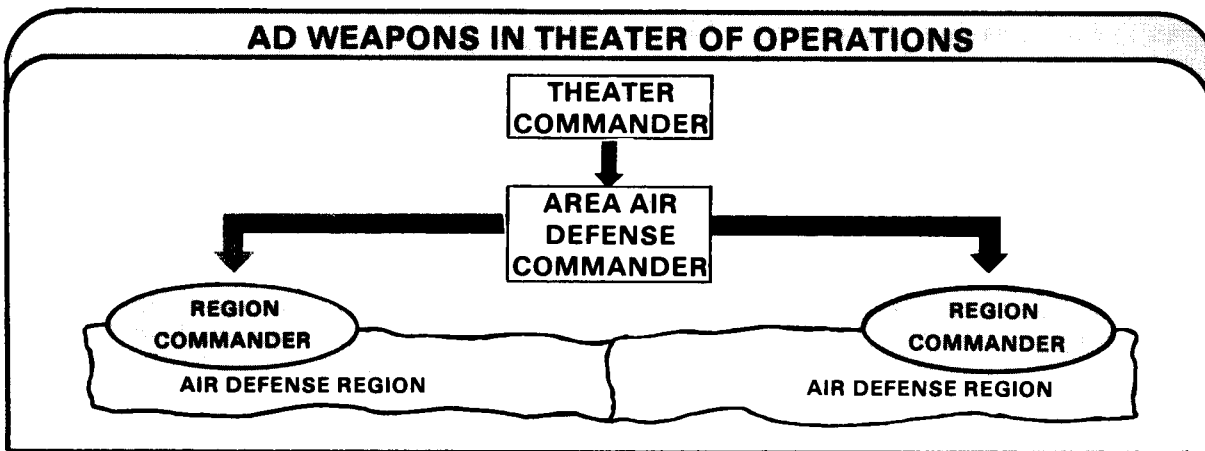 AD WEAPONS IN THEATER OF OPERATIONS
THEATER
COMMANDER
AREA AIR
DEFENSE
COMMANDER
REGION
COMMANDER
AIR DEFENSE REGION
REGION
COMMANDER
AIR DEFENSE REGION